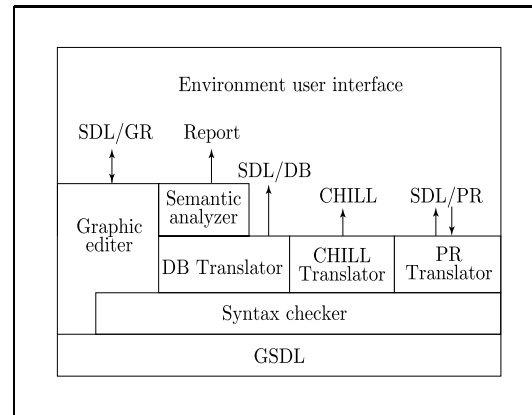 Environment user interface
SDL/GR
Report
SDL/DB
CHILL
SDL/PR
Semantic
analyzer
Graphic
editer
DB Translator
CHILL
Translator
PR
Translator
Syntax checker
GSDL